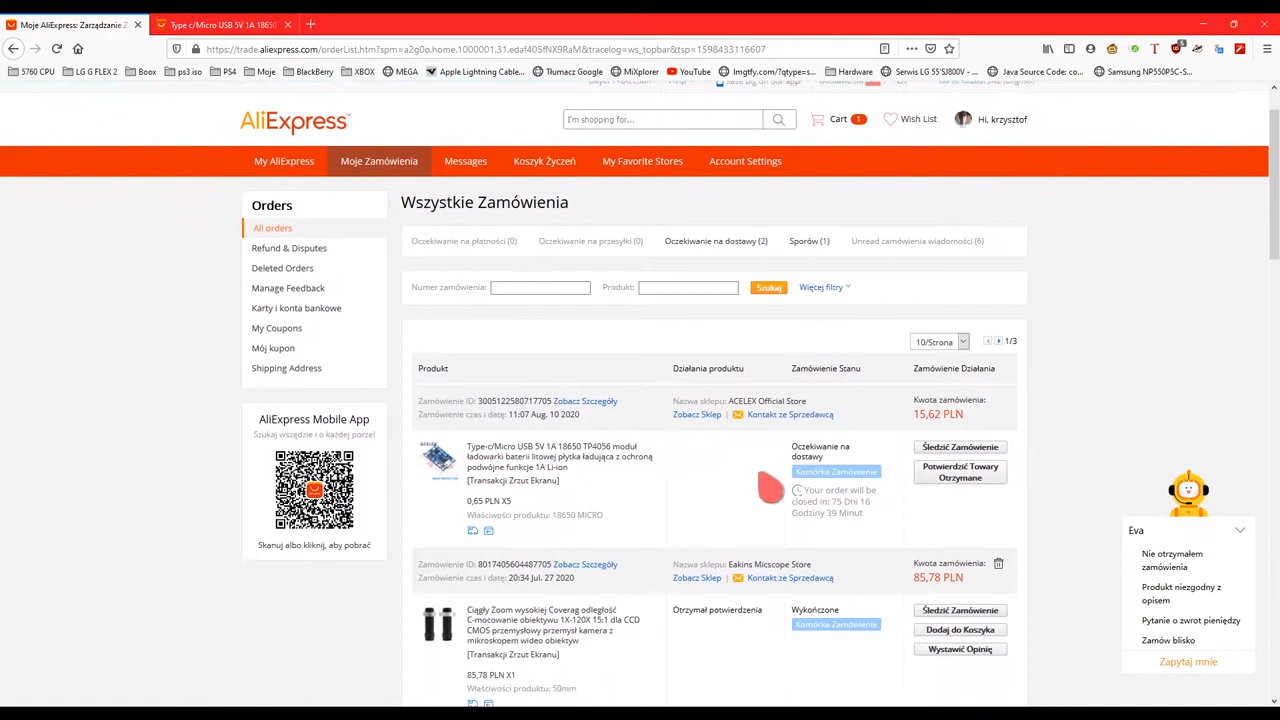 Moje AliExpress: Zarządzanie Z
Type c/Micro USB 5V 1A 18650
https://trade.aliexpress.com/orderList.htm?spm=a2g0o.home.1000001.31.edaf405fNX9RaM&tracelog=ws_topbar&tsp=1598433116607
5760 CPU LG G FLEX 2 Boox ps3 iso PS4 Moje BlackBerry XBOX MEGA Apple Lightning Cable... Tłumacz Google MiXplorer YouTube lmgtfy.com/?qtype=s... Hardware Serwis LG 55'SJ800V - ... Java Source Code: co... Samsung NP550P5C-S...
AliExpress
I'm shopping for...
Cart 1 Wish List Hi, krzysztof
My AliExpress Moje Zamówienia Messages Koszyk Życzeń My Favorite Stores Account Settings
Orders
All orders
Refund & Disputes
Deleted Orders
Manage Feedback
Karty i konta bankowe
My Coupons
Mój kupon
Shipping Address
AliExpress Mobile App
Szukaj wszędzie i o każdej porze!
Skanuj albo kliknij, aby pobrać
Wszystkie Zamówienia
Oczekiwanie na płatności (0) Oczekiwanie na przesyłki (0) Oczekiwanie na dostawy (2) Sporów (1) Unread zamówienia wiadomości (6)
Numer zamówienia: Produkt: Szukaj Więcej filtry
10/Strona 1/3
Produkt Działania produktu Zamówienie Stanu Zamówienie Działania
Zamówienie ID: 3005122580717705 Zobacz Szczegóły
Zamówienie czas i datę: 11:07 Aug. 10 2020
Nazwa sklepu: ACELEX Official Store
Zobacz Sklep | Kontakt ze Sprzedawcą
Kwota zamówienia:
15,62 PLN
Type-c/Micro USB 5V 1A 18650 TP4056 moduł
ładowarki baterii litowej płytka ładująca z ochroną
podwójne funkcje 1A Li-ion
[Transakcji Zrzut Ekranu]
0,65 PLN X5
Właściwości produktu: 18650 MICRO
Oczekiwanie na
dostawy
Komórka Zamówienie
Your order will be
closed in: 75 Dni 16
Godziny 39 Minut
Śledzić Zamówienie
Potwierdzić Towary
Otrzymane
Zamówienie ID: 8017405604487705 Zobacz Szczegóły
Zamówienie czas i datę: 20:34 Jul. 27 2020
Nazwa sklepu: Eakins Micscope Store
Zobacz Sklep | Kontakt ze Sprzedawcą
Kwota zamówienia:
85,78 PLN
Ciągły Zoom wysokiej Coverag odległość
C-mocowanie obiektywu 1X-120X 15:1 dla CCD
CMOS przemysłowy przemysł kamera z
mikroskopem wideo obiektyw
[Transakcji Zrzut Ekranu]
85,78 PLN X1
Właściwości produktu: 50mm
Otrzymał potwierdzenia
Wykończone
Komórka Zamówienie
Śledzić Zamówienie
Dodaj do Koszyka
Wystawić Opinię
Eva
Nie otrzymałem
zamówienia
Produkt niezgodny z
opisem
Pytanie o zwrot pieniędzy
Zamów blisko
Zapytaj mnie